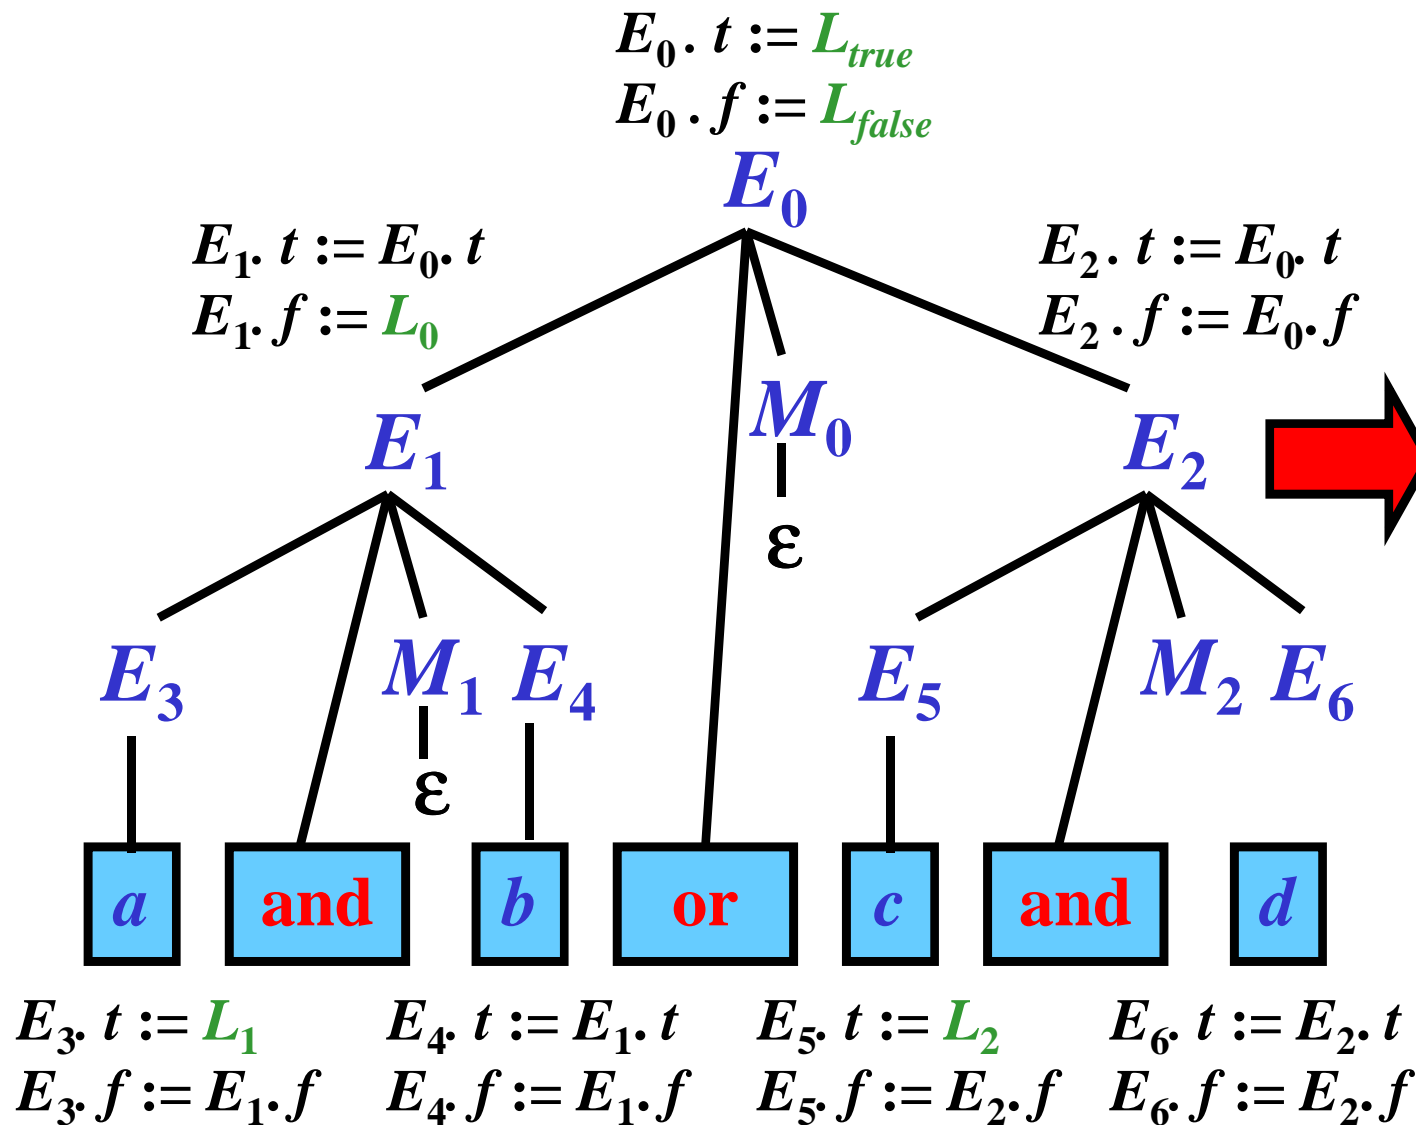 E0. t := Ltrue
E0 . f := Lfalse
E0
E1. t := E0. t
E1. f := L0
E2. t := E0. t
E2 . f := E0. f
M0
E1
E2
ε
E3
M1
E4
E5
M2
E6
ε
a
and
b
or
c
and
d
E3. t := L1
E3. f := E1. f
E4. t := E1. t
E4. f := E1. f
E5. t := L2
E5. f := E2. f
E6. t := E2. t
E6. f := E2. f